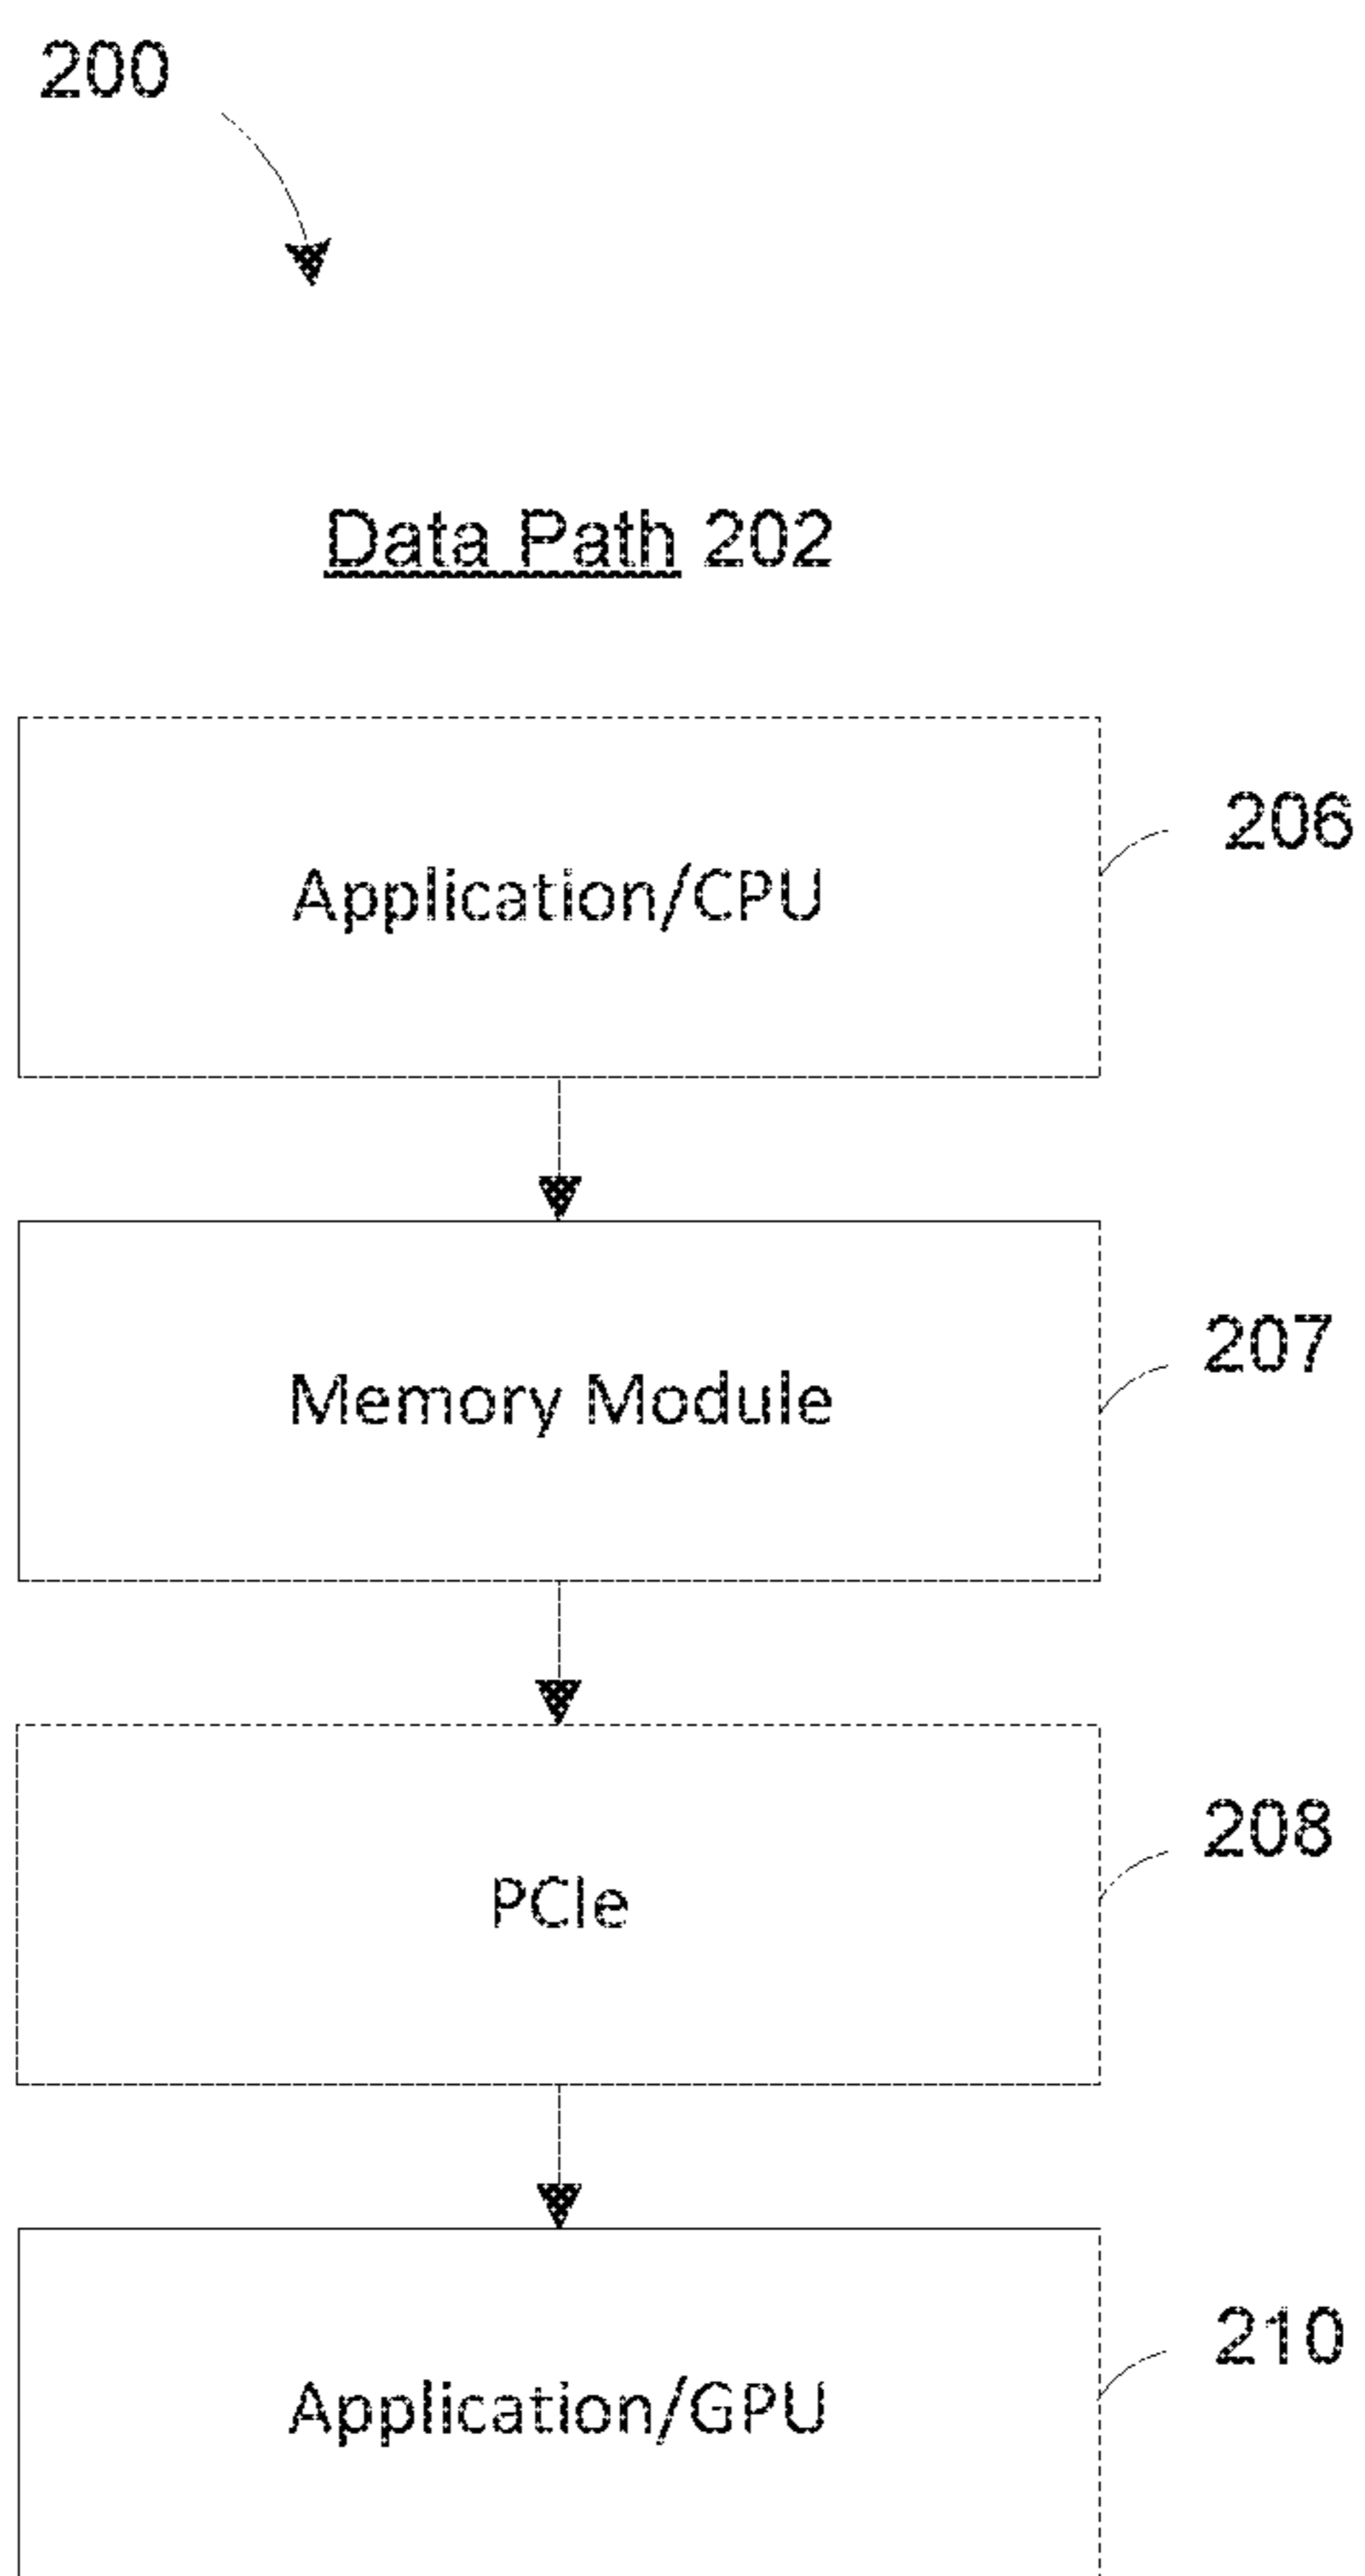 200
Data Path 202
Application/CPU
206
Memory Module
207
PCIe
208
Application/GPU
210